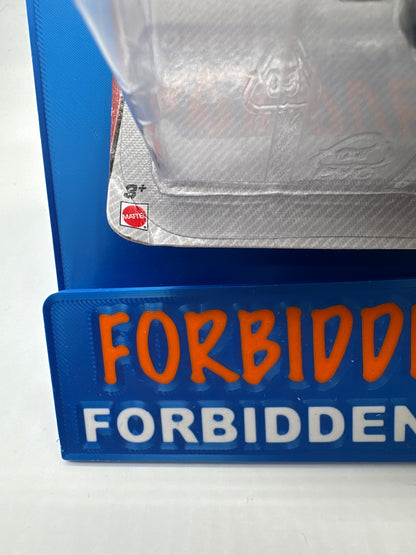 3+
MATTEL
FORBIDD
FORBIDDEN